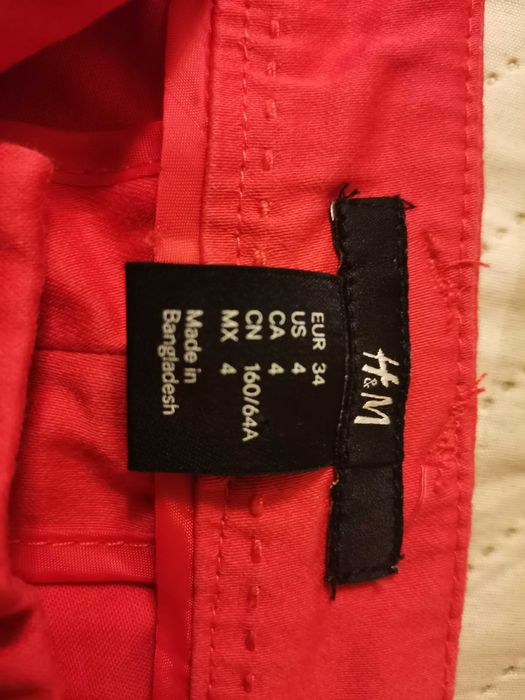 H&M
EUR 34
US 4
CA 4
CN 160/64A
MX 4
Made in
Bangladesh